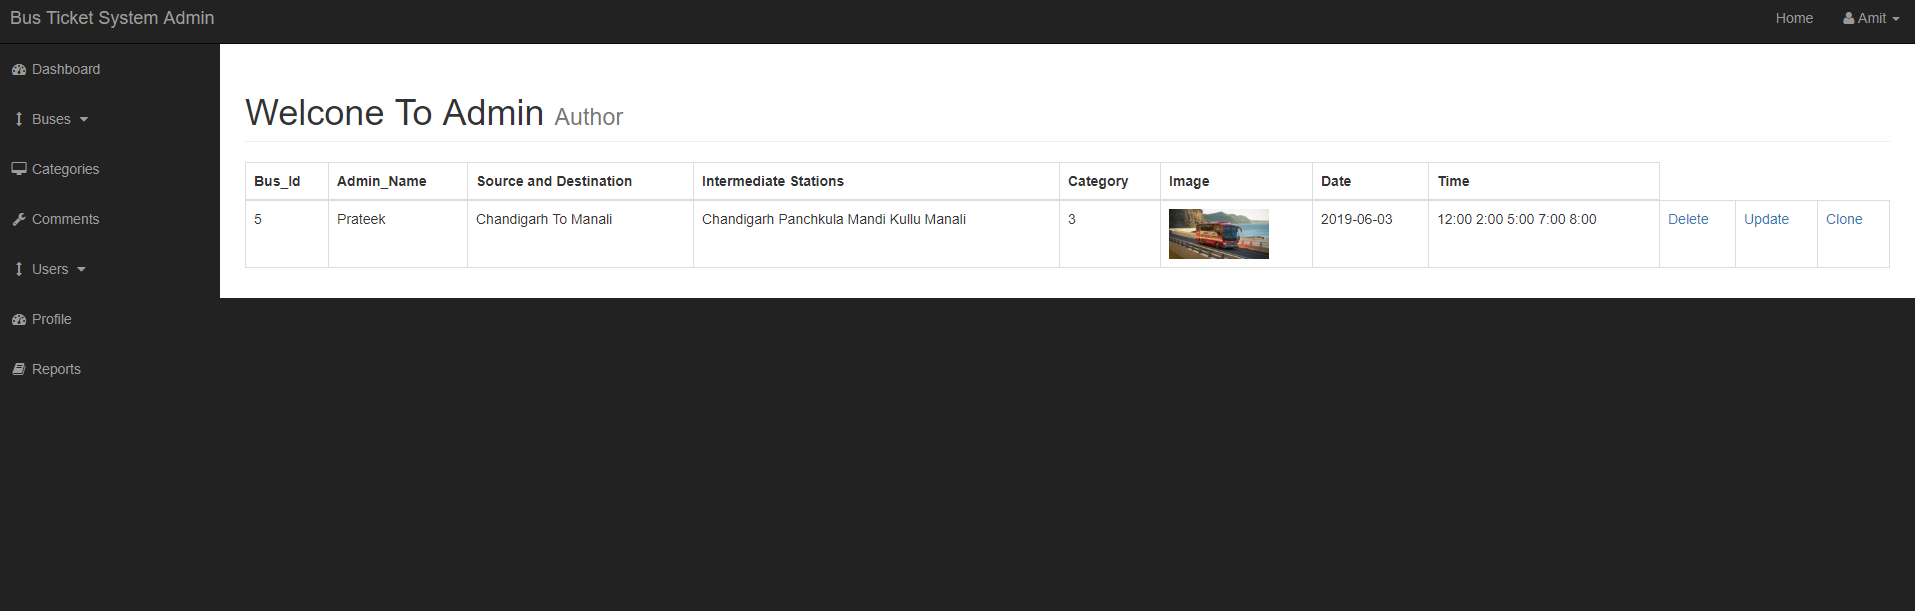 Bus Ticket System Admin
Home
Amit
Dashboard
Buses
Categories
Comments
Users
Profile
Reports
Welcone To Admin Author
Bus_Id Admin_Name Source and Destination Intermediate Stations Category Image Date Time
5 Prateek Chandigarh To Manali Chandigarh Panchkula Mandi Kullu Manali 3 2019-06-03 12:00 2:00 5:00 7:00 8:00 Delete Update Clone